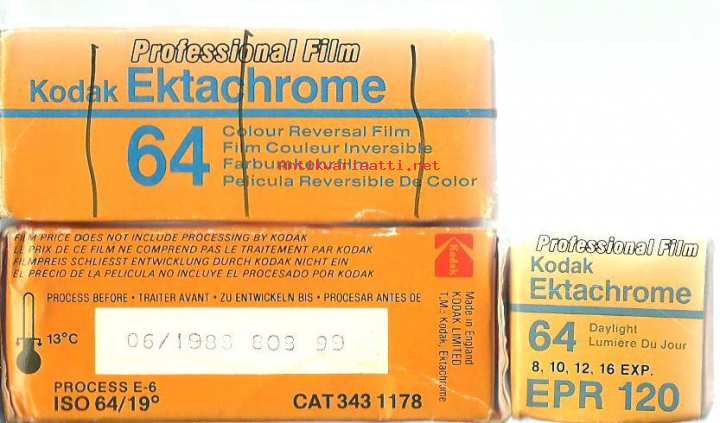 Professional Film
Kodak Ektachrome
64
Colour Reversal Film
Film Couleur Inversible
Farbumkehrfilm
Pelicula Reversible De Color
Antikvariaatti.net
FILM PRICE DOES NOT INCLUDE PROCESSING BY KODAK
LE PRIX DE CE FILM NE COMPREND PAS LE TRAITEMENT PAR KODAK
FILMPREIS SCHLIESST ENTWICKLUNG DURCH KODAK NICHT EIN
EL PRECIO DE LA PELICULA NO INCLUYE EL PROCESADO POR KODAK
Kodak
PROCESS BEFORE • TRAITER AVANT • ZU ENTWICKELN BIS • PROCESAR ANTES DE
13°C
99
PROCESS E-6
ISO 64/19°
CAT 343 1178
Made in England
KODAK LIMITED
T.M.: Kodak, Ektachrome
Professional Film
Kodak
Ektachrome
64
Daylight
Lumiere Du Jour
8, 10, 12, 16 EXP.
EPR 120